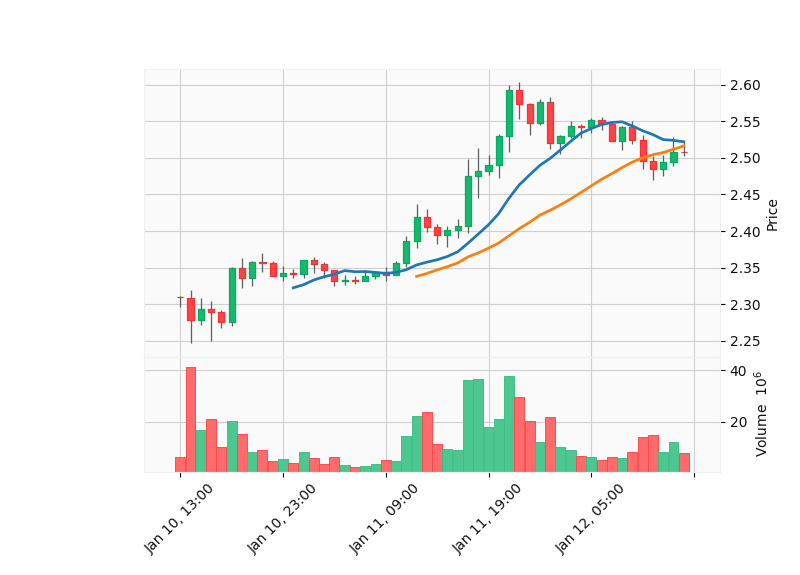 2.60
2.55
2.50
2.45
2.40
2.35
2.30
2.25
Price
40
20
Volume 10^6
Jan 10, 13:00
Jan 10, 23:00
Jan 11, 09:00
Jan 11, 19:00
Jan 12, 05:00